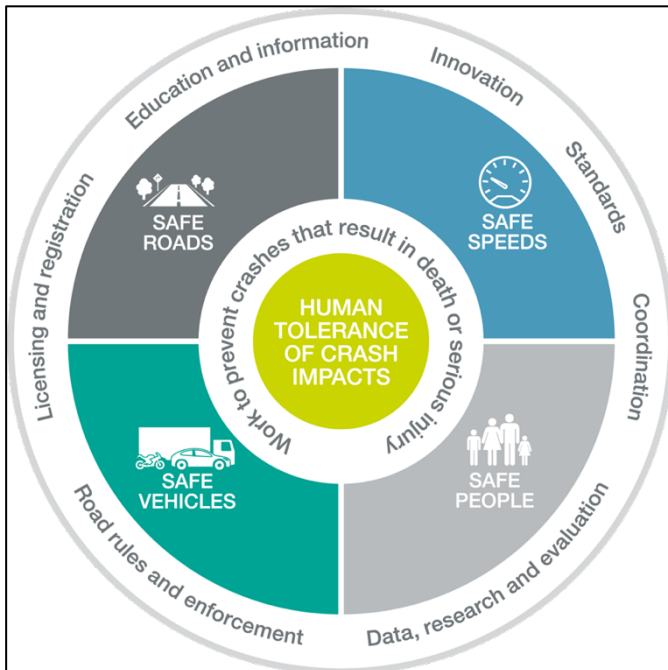 Education and information
Innovation
Standards
Coordination
Data, research and evaluation
Road rules and enforcement
Licensing and registration
SAFE
ROADS
SAFE
SPEEDS
SAFE
VEHICLES
SAFE
PEOPLE
Work to prevent crashes that result in death or serious injury
HUMAN
TOLERANCE
OF CRASH
IMPACTS